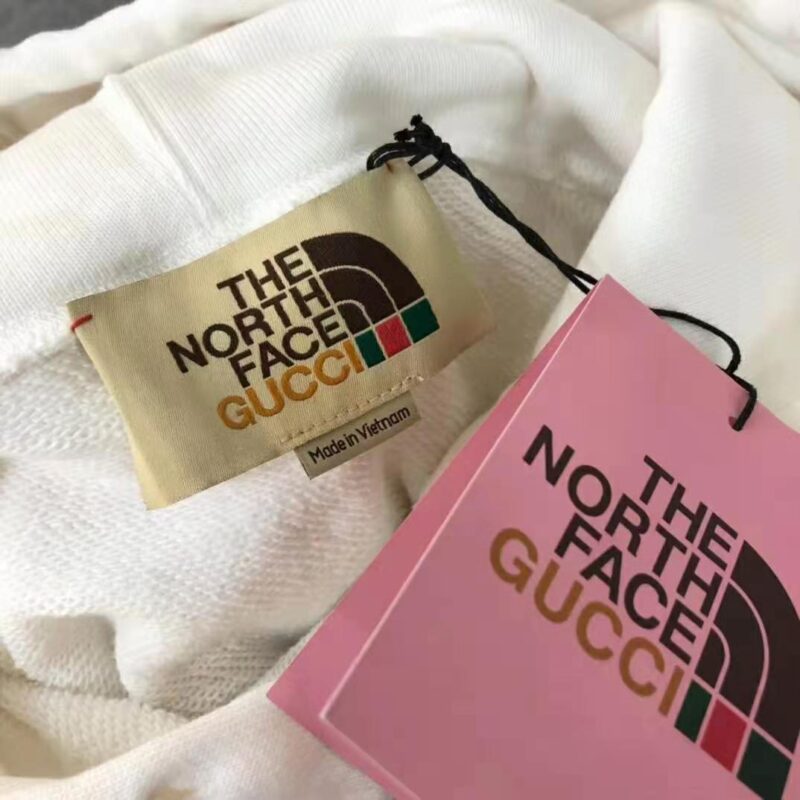 THE
NORTH
FACE
GUCCI
Made in Vietnam
THE
NORTH
FACE
GUCCI